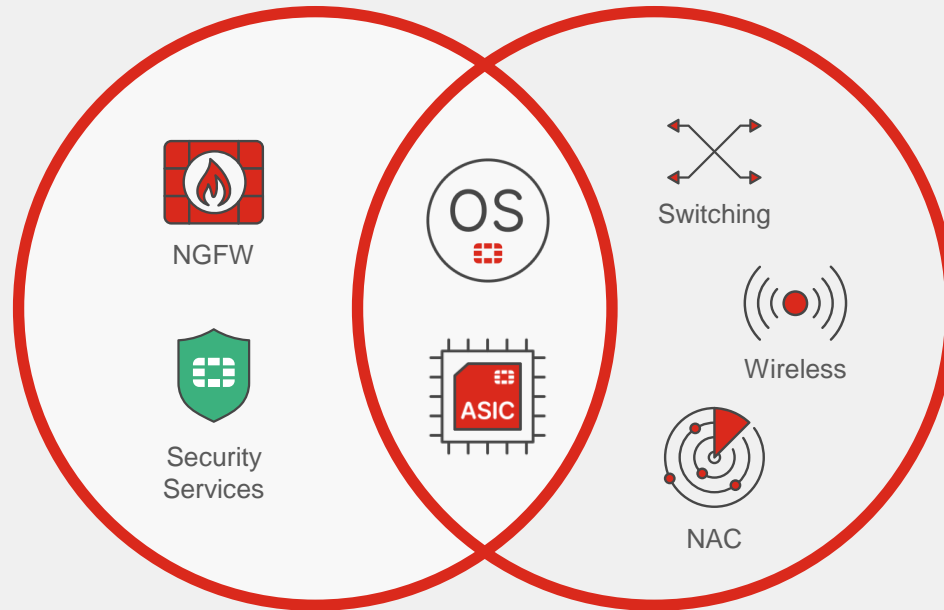 NGFW
Security
Services
OS
ASIC
Switching
Wireless
NAC